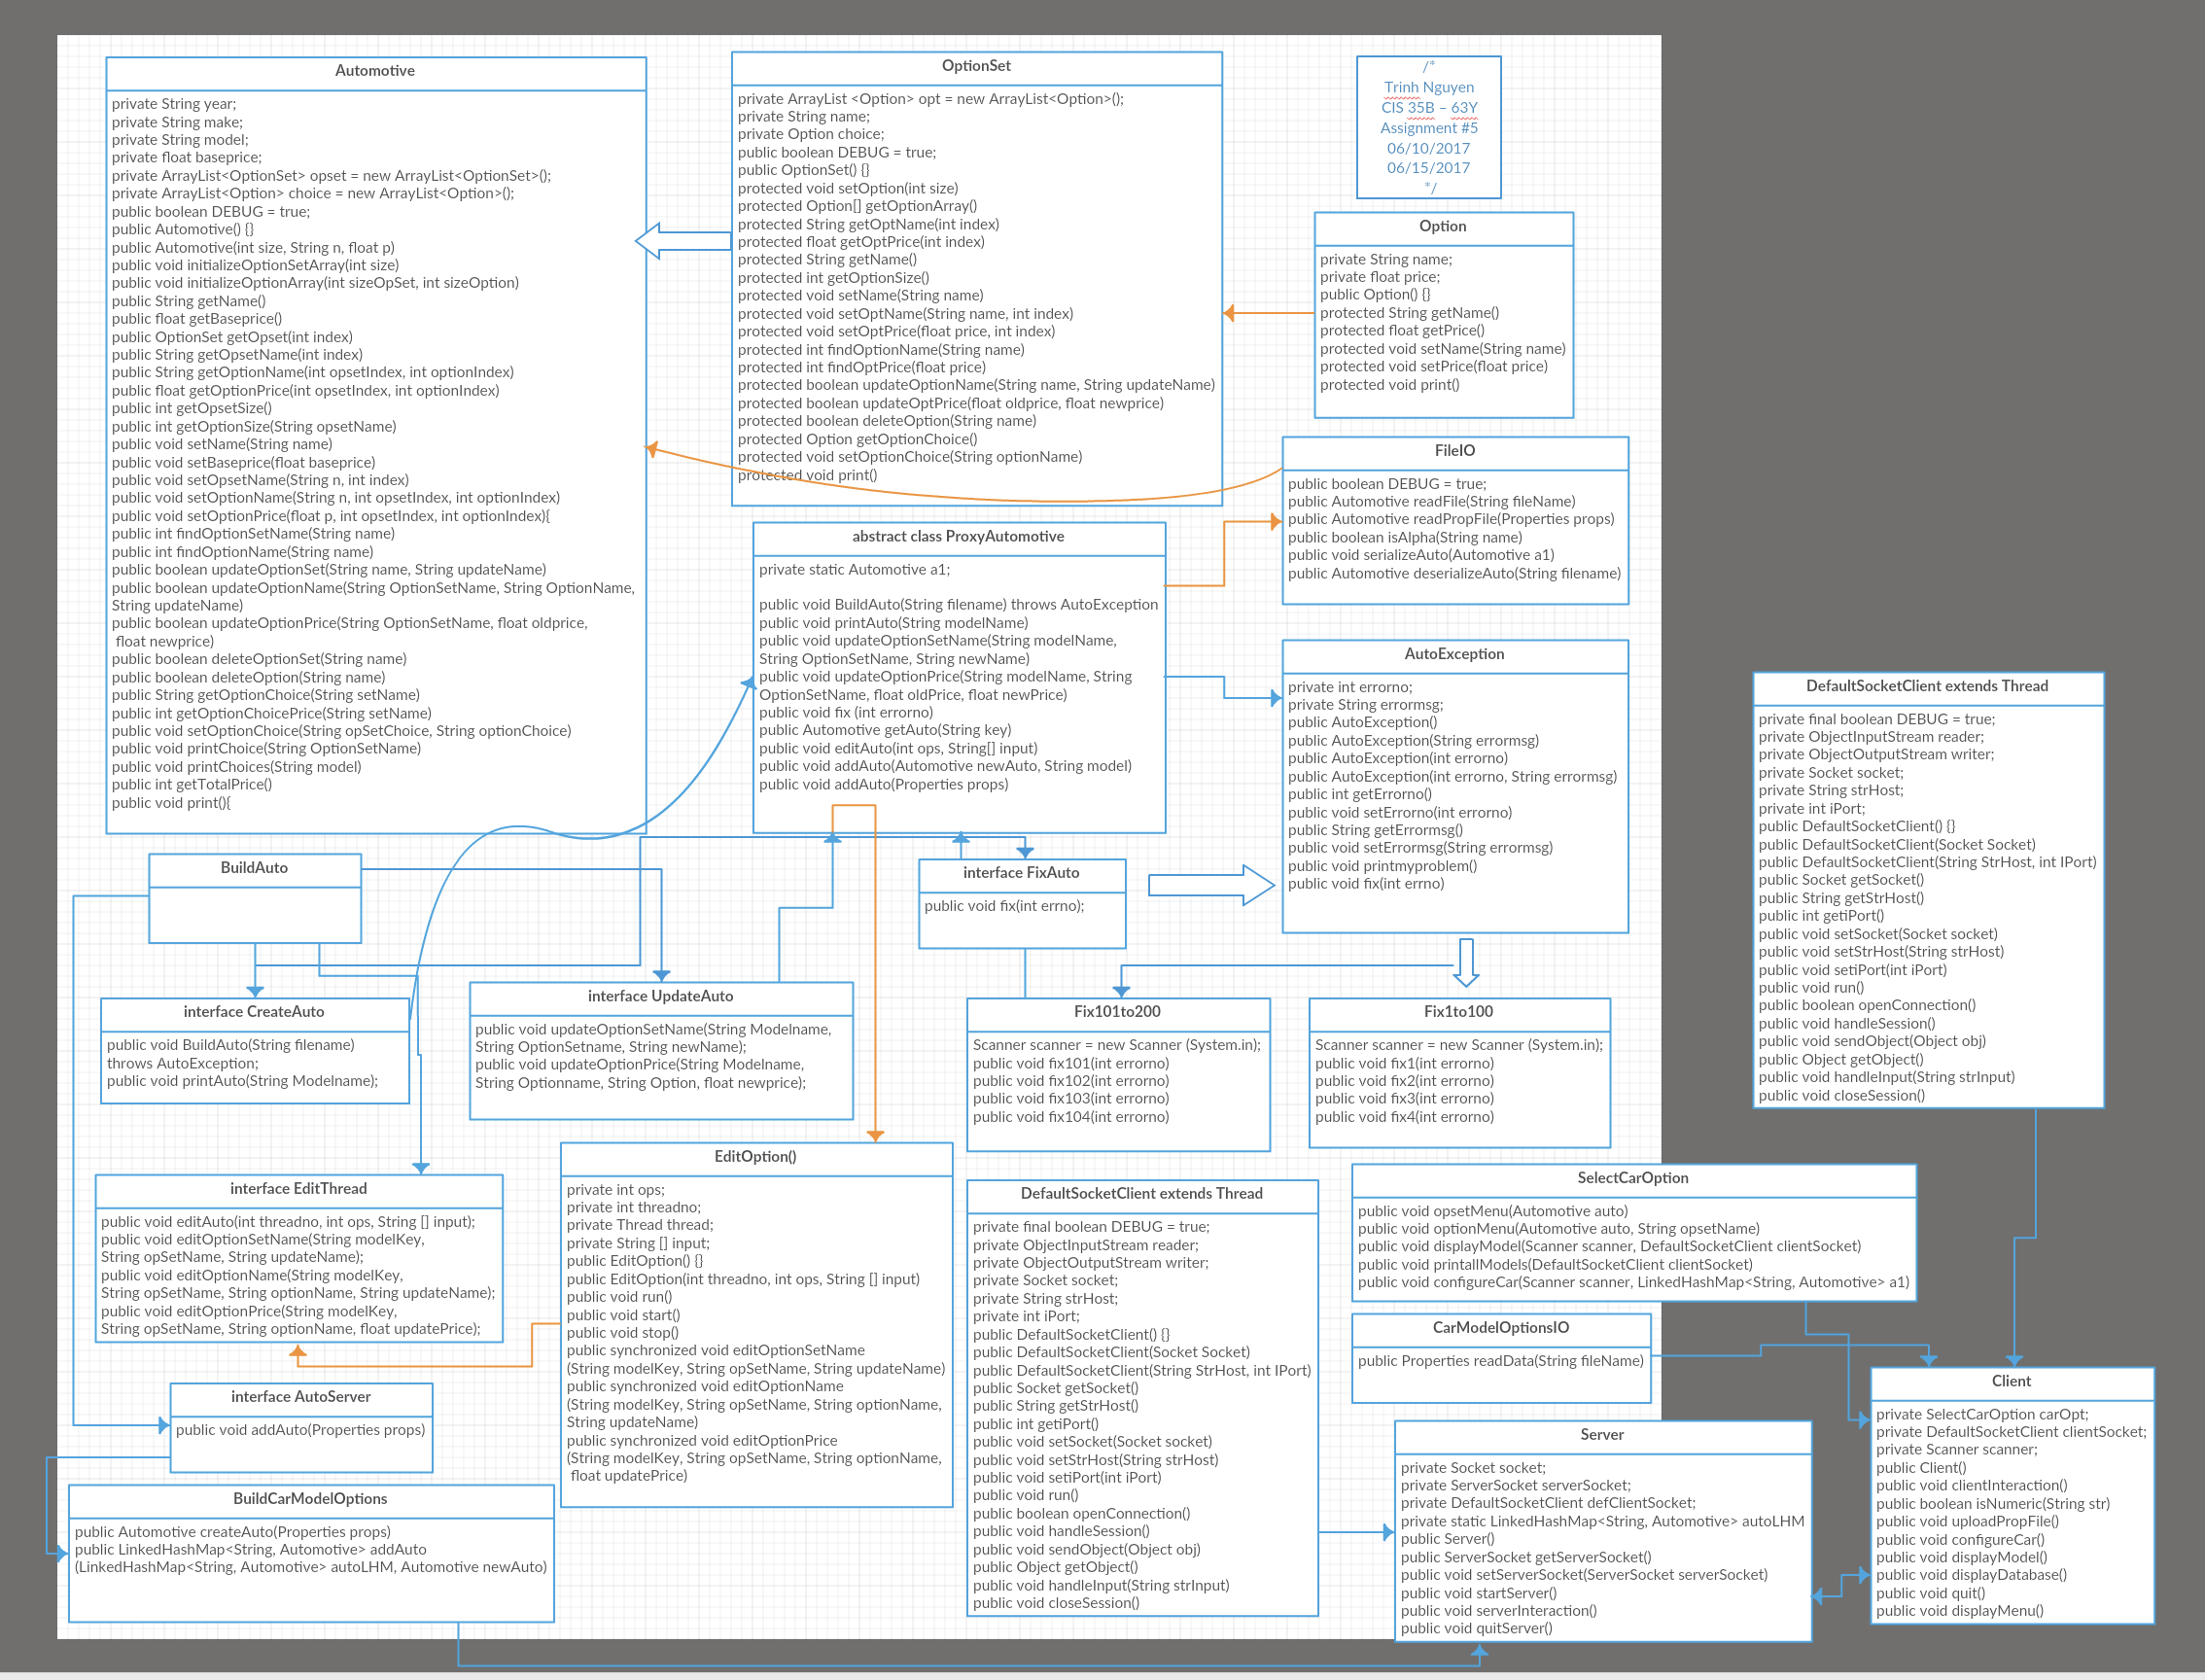 Automotive
private String year;
private String make;
private String model;
private float baseprice;
private ArrayList<OptionSet> opset = new ArrayList<OptionSet>();
private ArrayList<Option> choice = new ArrayList<Option>();
public boolean DEBUG = true;
public Automotive() {}
public Automotive(int size, String n, float p)
public void initializeOptionSetArray(int size)
public void initializeOptionArray(int sizeOpSet, int sizeOption)
public String getName()
public float getBaseprice()
public OptionSet getOpset(int index)
public String getOpsetName(int index)
public String getOptionName(int opsetIndex, int optionIndex)
public float getOptionPrice(int opsetIndex, int optionIndex)
public int getOpsetSize()
public int getOptionSize(String opsetName)
public void setName(String name)
public void setBaseprice(float baseprice)
public void setOpsetName(String n, int index)
public void setOptionName(String n, int opsetIndex, int optionIndex)
public void setOptionPrice(float p, int opsetIndex, int optionIndex){
public int findOptionSetName(String name)
public int findOptionName(String name)
public boolean updateOptionSet(String name, String updateName)
public boolean updateOptionName(String OptionSetName, String OptionName,
String updateName)
public boolean updateOptionPrice(String OptionSetName, float oldprice,
float newprice)
public boolean deleteOptionSet(String name)
public boolean deleteOption(String name)
public String getOptionChoice(String setName)
public int getOptionChoicePrice(String setName)
public void setOptionChoice(String opSetChoice, String optionChoice)
public void printChoice(String OptionSetName)
public void printChoices(String model)
public int getTotalPrice()
public void print(){
OptionSet
private ArrayList <Option> opt = new ArrayList<Option>();
private String name;
private Option choice;
public boolean DEBUG = true;
public OptionSet() {}
protected void setOption(int size)
protected Option[] getOptionArray()
protected String getOptName(int index)
protected float getOptPrice(int index)
protected String getName()
protected int getOptionSize()
protected void setName(String name)
protected void setOptName(String name, int index)
protected void setOptPrice(float price, int index)
protected int findOptionName(String name)
protected int findOptPrice(float price)
protected boolean updateOptionName(String name, String updateName)
protected boolean updateOptPrice(float oldprice, float newprice)
protected boolean deleteOption(String name)
protected Option getOptionChoice()
protected void setOptionChoice(String optionName)
protected void print()
/*
Trinh Nguyen
CIS 35B – 63Y
Assignment #5
06/10/2017
06/15/2017
*/
Option
private String name;
private float price;
public Option() {}
protected String getName()
protected float getPrice()
protected void setName(String name)
protected void setPrice(float price)
protected void print()
FileIO
public boolean DEBUG = true;
public Automotive readFile(String fileName)
public Automotive readPropFile(Properties props)
public boolean isAlpha(String name)
public void serializeAuto(Automotive a1)
public Automotive deserializeAuto(String filename)
abstract class ProxyAutomotive
private static Automotive a1;
public void BuildAuto(String filename) throws AutoException
public void printAuto(String modelName)
public void updateOptionSetName(String modelName,
String OptionSetName, String newName)
public void updateOptionPrice(String modelName, String
OptionSetName, float oldPrice, float newPrice)
public void fix (int errorno)
public Automotive getAuto(String key)
public void editAuto(int ops, String[] input)
public void addAuto(Automotive newAuto, String model)
public void addAuto(Properties props)
AutoException
private int errorno;
private String errormsg;
public AutoException()
public AutoException(String errormsg)
public AutoException(int errorno)
public AutoException(int errorno, String errormsg)
public int getErrorno()
public void setErrorno(int errorno)
public String getErrormsg()
public void setErrormsg(String errormsg)
public void printmyproblem()
public void fix(int errno)
DefaultSocketClient extends Thread
private final boolean DEBUG = true;
private ObjectInputStream reader;
private ObjectOutputStream writer;
private Socket socket;
private String strHost;
private int iPort;
public DefaultSocketClient() {}
public DefaultSocketClient(Socket Socket)
public DefaultSocketClient(String StrHost, int IPort)
public Socket getSocket()
public String getStrHost()
public int getiPort()
public void setSocket(Socket socket)
public void setStrHost(String strHost)
public void setiPort(int iPort)
public void run()
public boolean openConnection()
public void handleSession()
public void sendObject(Object obj)
public Object getObject()
public void handleInput(String strInput)
public void closeSession()
BuildAuto
interface FixAuto
public void fix(int errno);
interface CreateAuto
public void BuildAuto(String filename)
throws AutoException;
public void printAuto(String Modelname);
interface UpdateAuto
public void updateOptionSetName(String Modelname,
String OptionSetname, String newName);
public void updateOptionPrice(String Modelname,
String Optionname, String Option, float newprice);
Fix101to200
Scanner scanner = new Scanner (System.in);
public void fix101(int errorno)
public void fix102(int errorno)
public void fix103(int errorno)
public void fix104(int errorno)
Fix1to100
Scanner scanner = new Scanner (System.in);
public void fix1(int errorno)
public void fix2(int errorno)
public void fix3(int errorno)
public void fix4(int errorno)
interface EditThread
public void editAuto(int threadno, int ops, String [] input);
public void editOptionSetName(String modelKey,
String opSetName, String updateName);
public void editOptionName(String modelKey,
String opSetName, String optionName, String updateName);
public void editOptionPrice(String modelKey,
String opSetName, String optionName, float updatePrice);
EditOption()
private int ops;
private int threadno;
private Thread thread;
private String [] input;
public EditOption() {}
public EditOption(int threadno, int ops, String [] input)
public void run()
public void start()
public void stop()
public synchronized void editOptionSetName
(String modelKey, String opSetName, String updateName)
public synchronized void editOptionName
(String modelKey, String opSetName, String optionName,
String updateName)
public synchronized void editOptionPrice
(String modelKey, String opSetName, String optionName,
float updatePrice)
DefaultSocketClient extends Thread
private final boolean DEBUG = true;
private ObjectInputStream reader;
private ObjectOutputStream writer;
private Socket socket;
private String strHost;
private int iPort;
public DefaultSocketClient() {}
public DefaultSocketClient(Socket Socket)
public DefaultSocketClient(String StrHost, int IPort)
public Socket getSocket()
public String getStrHost()
public int getiPort()
public void setSocket(Socket socket)
public void setStrHost(String strHost)
public void setiPort(int iPort)
public void run()
public boolean openConnection()
public void handleSession()
public void sendObject(Object obj)
public Object getObject()
public void handleInput(String strInput)
public void closeSession()
SelectCarOption
public void opsetMenu(Automotive auto)
public void optionMenu(Automotive auto, String opsetName)
public void displayModel(Scanner scanner, DefaultSocketClient clientSocket)
public void printallModels(DefaultSocketClient clientSocket)
public void configureCar(Scanner scanner, LinkedHashMap<String, Automotive> a1)
CarModelOptionsIO
public Properties readData(String fileName)
interface AutoServer
public void addAuto(Properties props)
Client
private SelectCarOption carOpt;
private DefaultSocketClient clientSocket;
private Scanner scanner;
public Client()
public void clientInteraction()
public boolean isNumeric(String str)
public void uploadPropFile()
public void configureCar()
public void displayModel()
public void displayDatabase()
public void quit()
public void displayMenu()
Server
private Socket socket;
private ServerSocket serverSocket;
private DefaultSocketClient defClientSocket;
private static LinkedHashMap<String, Automotive> autoLHM
public Server()
public ServerSocket getServerSocket()
public void setServerSocket(ServerSocket serverSocket)
public void startServer()
public void serverInteraction()
public void quitServer()
BuildCarModelOptions
public Automotive createAuto(Properties props)
public LinkedHashMap<String, Automotive> addAuto
(LinkedHashMap<String, Automotive> autoLHM, Automotive newAuto)